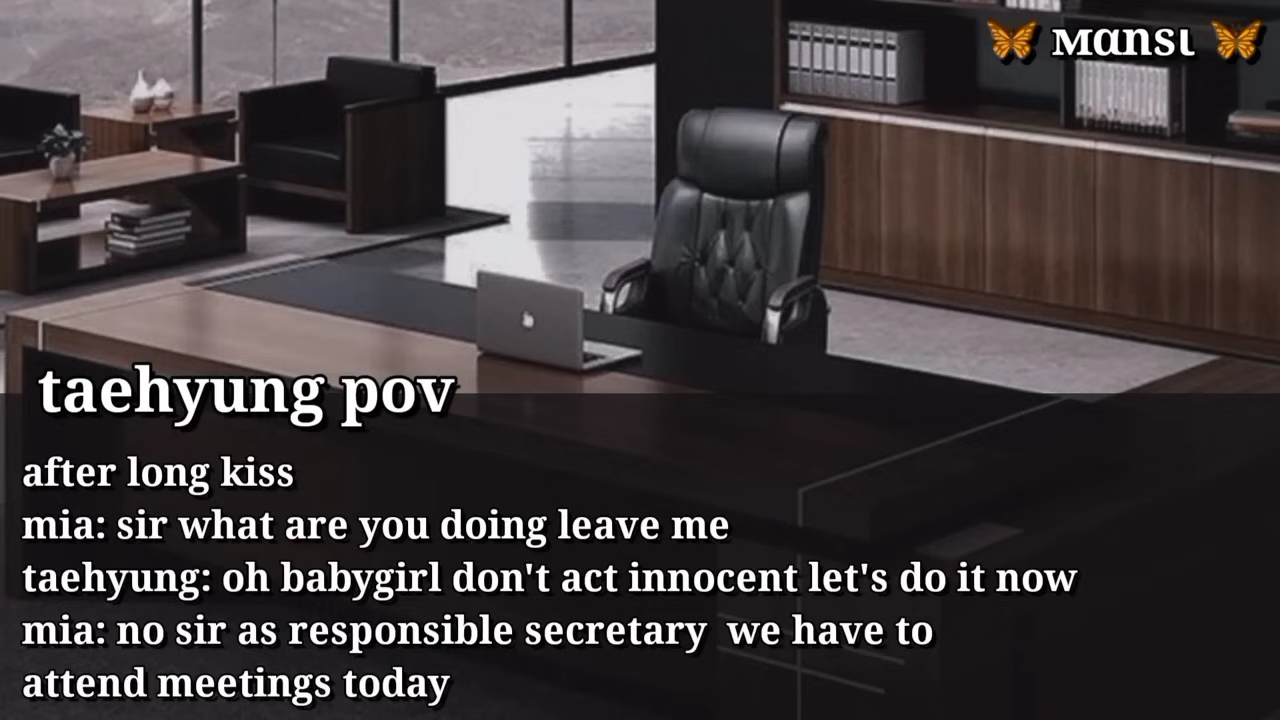 🦋 мαnsι 🦋
taehyung pov
after long kiss
mia: sir what are you doing leave me
taehyung: oh babygirl don't act innocent let's do it now
mia: no sir as responsible secretary  we have to
attend meetings today